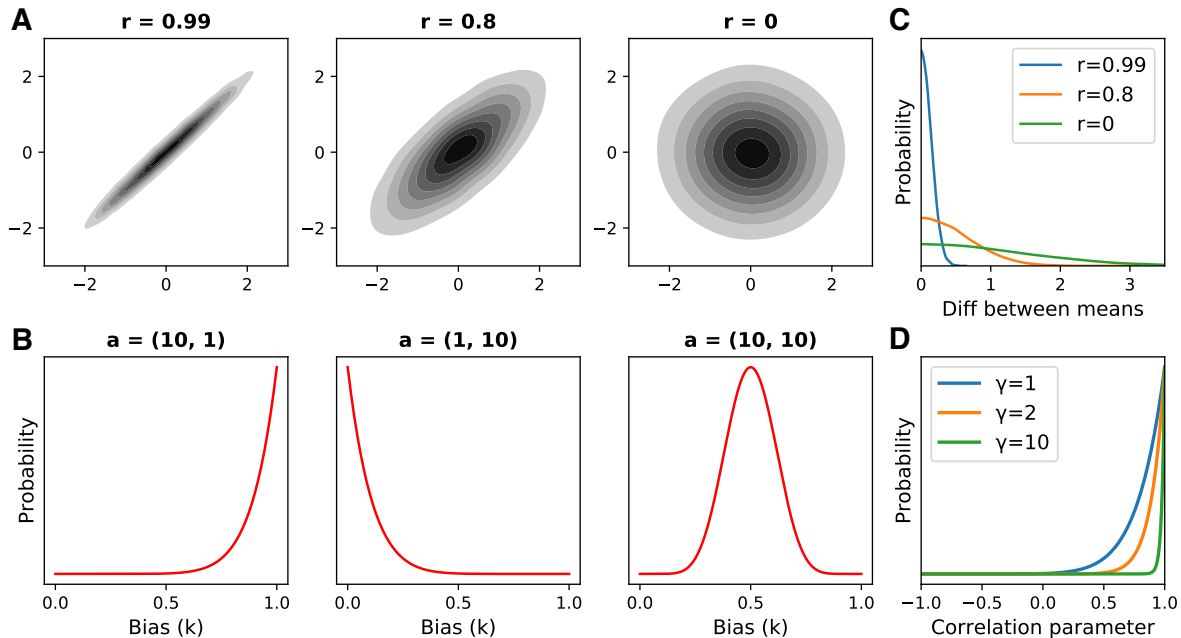 A
r = 0.99
r = 0.8
r = 0
C
2
0
−2
−2
0
2
2
0
−2
−2
0
2
2
0
−2
−2
0
2
Probability
r=0.99
r=0.8
r=0
0
1
2
3
Diff between means
B
a = (10, 1)
a = (1, 10)
a = (10, 10)
D
Probability
0.0
0.5
1.0
Bias (k)
0.0
0.5
1.0
Bias (k)
0.0
0.5
1.0
Bias (k)
Probability
γ=1
γ=2
γ=10
−1.0
0.0
0.5
1.0
Correlation parameter